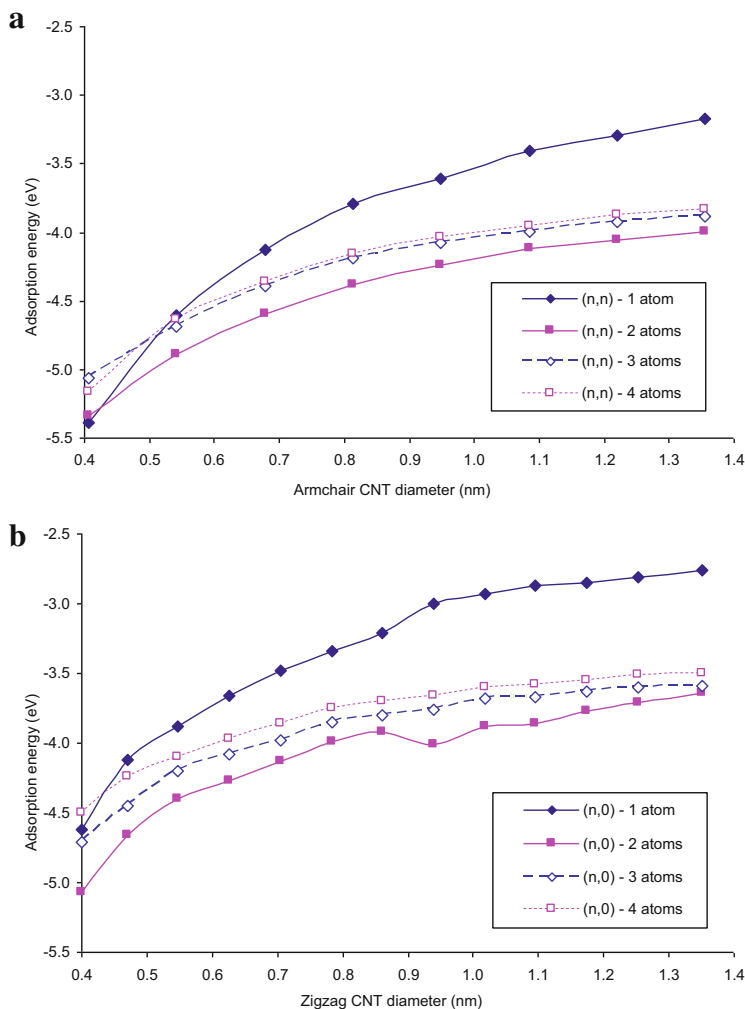 a
-2.5
-3.0
-3.5
-4.0
-4.5
-5.0
-5.5
Adsorption energy (eV)
(n,n) - 1 atom
(n,n) - 2 atoms
(n,n) - 3 atoms
(n,n) - 4 atoms
0.4 0.5 0.6 0.7 0.8 0.9 1.0 1.1 1.2 1.3 1.4
Armchair CNT diameter (nm)
b
-2.5
-3.0
-3.5
-4.0
-4.5
-5.0
-5.5
Adsorption energy (eV)
(n,0) - 1 atom
(n,0) - 2 atoms
(n,0) - 3 atoms
(n,0) - 4 atoms
0.4 0.5 0.6 0.7 0.8 0.9 1.0 1.1 1.2 1.3 1.4
Zigzag CNT diameter (nm)